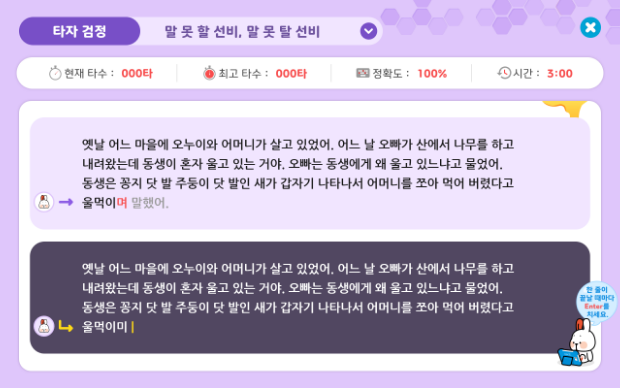 타자 검정
말 못 할 선비, 말 못 탈 선비
현재 타수 : 000타
최고 타수 : 000타
정확도 : 100%
시간 : 3:00
옛날 어느 마을에 오누이와 어머니가 살고 있었어. 어느 날 오빠가 산에서 나무를 하고
내려왔는데 동생이 혼자 울고 있는 거야. 오빠는 동생에게 왜 울고 있느냐고 물었어.
동생은 꽁지 닷 발 주둥이 닷 발인 새가 갑자기 나타나서 어머니를 쪼아 먹어 버렸다고
울먹이며 말했어.
옛날 어느 마을에 오누이와 어머니가 살고 있었어, 어느 날 오빠가 산에서 나무를 하고
내려왔는데 동생이 혼자 울고 있는 거야. 오빠는 동생에게 왜 울고 있느냐고 물었어.
동생은 꽁지 닷 발 주둥이 닷 발인 새가 갑자기 나타나서 어머니를 쪼아 먹어 버렸다고
울먹이미
한 줄이
끝날 때마다
Enter를
치세요.